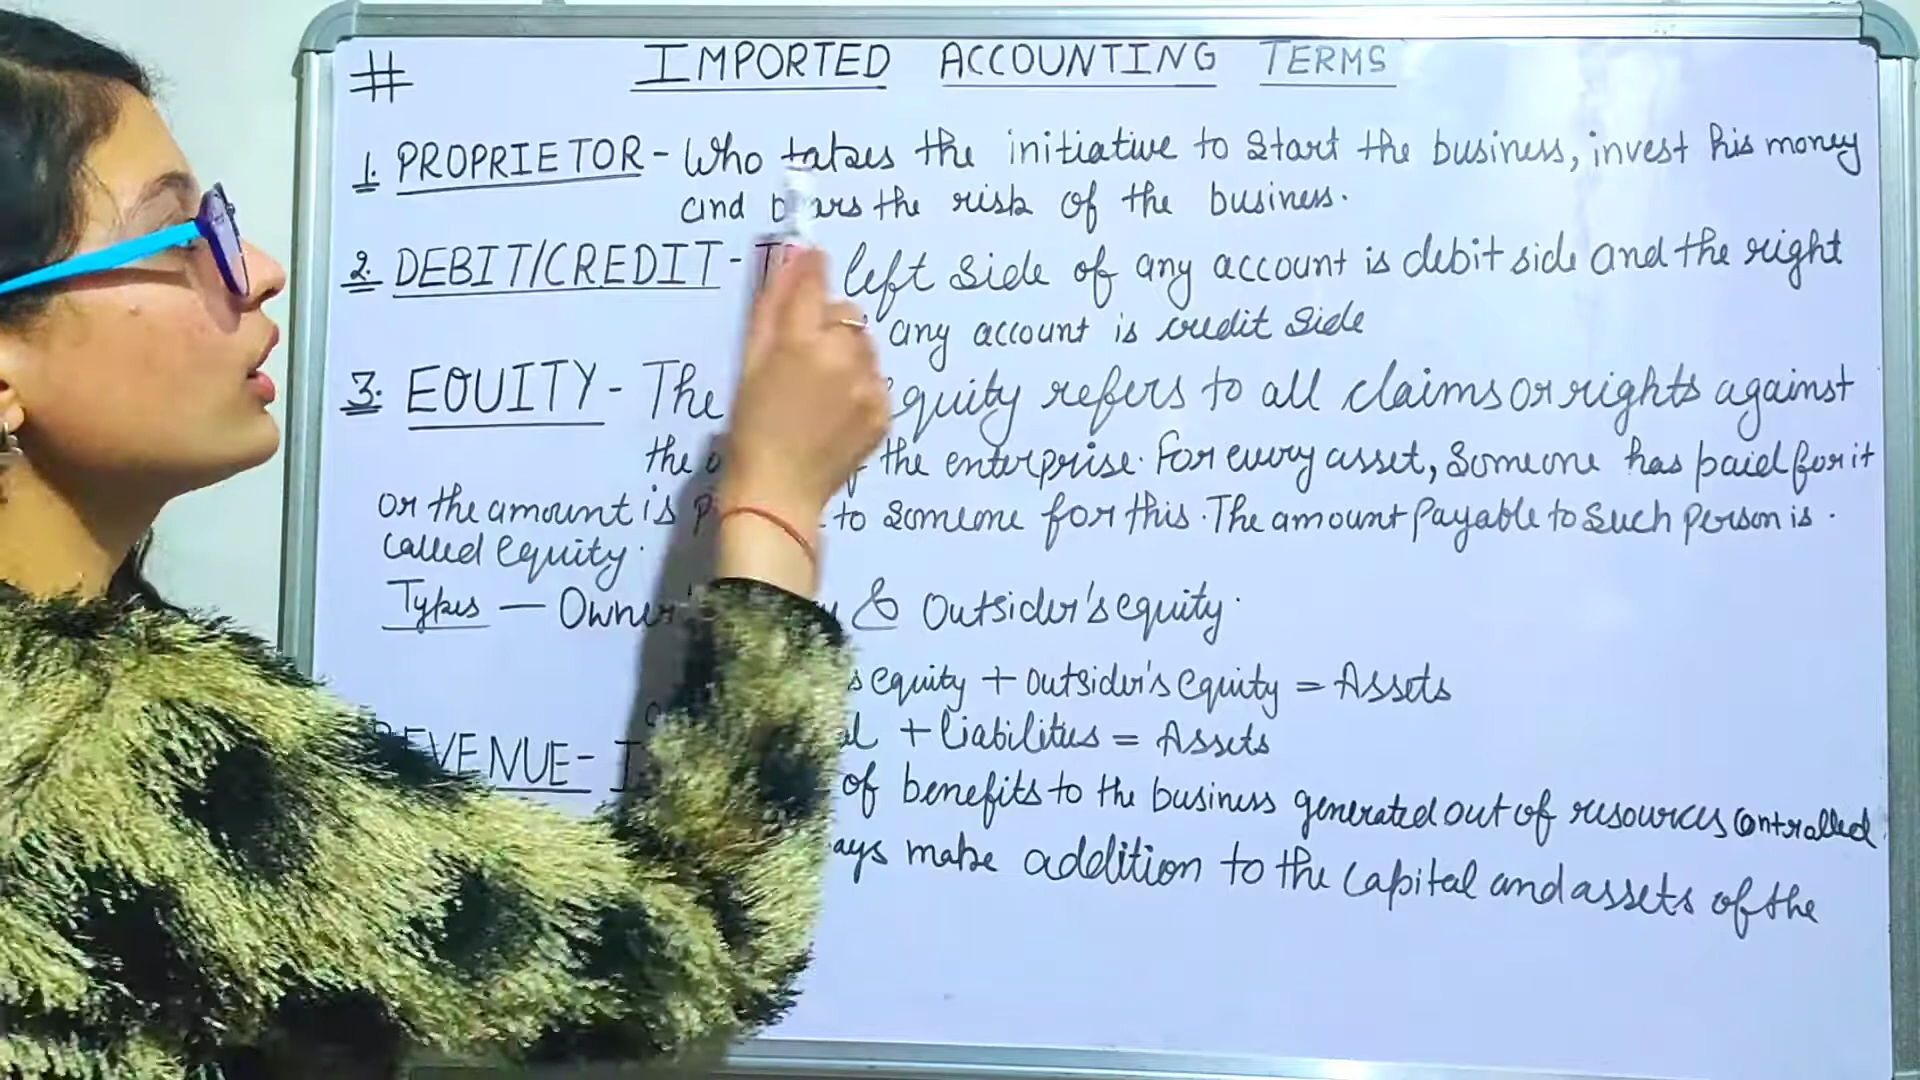 # IMPORTED ACCOUNTING TERMS
1. PROPRIETOR - Who takes the initiative to start the business, invest his money
and the risk of the business.
2. DEBIT/CREDIT - left side of any account is debit side and the right
any account is credit side
3. EQUITY - The equity refers to all claims or rights against
the the enterprise. For every asset, someone has paid for it
or the amount is to someone for this. The amount payable to such person is.
called equity.
Types — & Outsider's equity.
equity + outsider's equity = Assets
+ liabilities = Assets
of benefits to the business generated out of resources controlled
make addition to the capital and assets of the